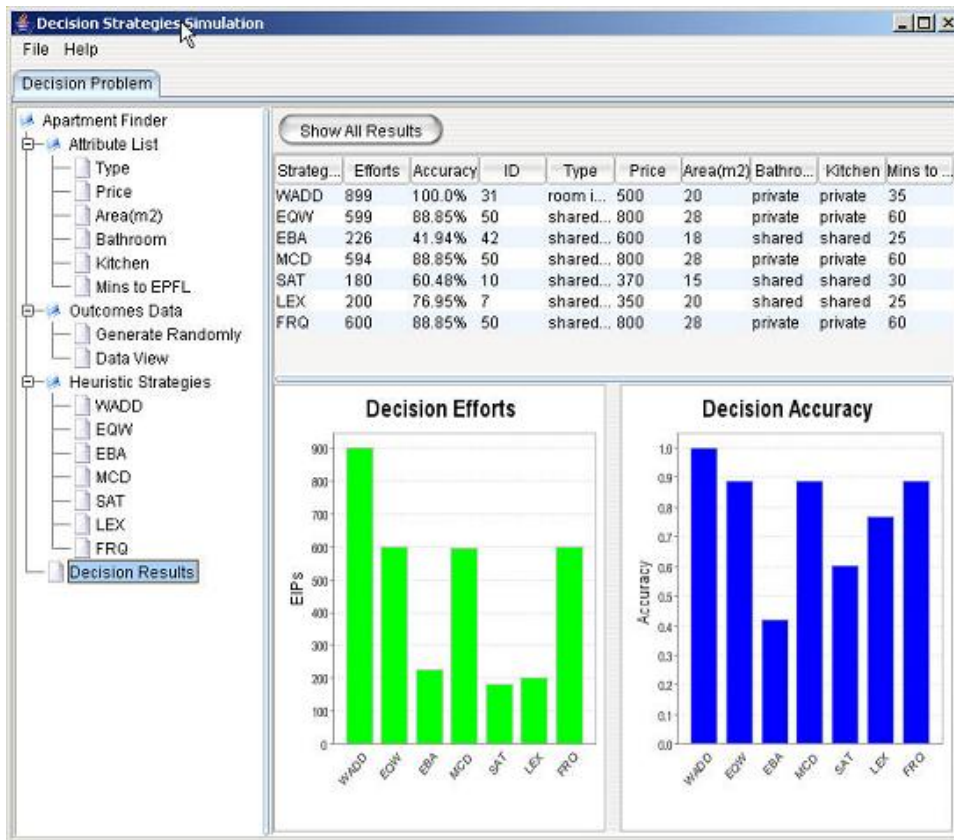 Decision Strategies Simulation
File Help
Decision Problem
Apartment Finder
Attribute List
Type
Price
Area(m2)
Bathroom
Kitchen
Mins to EPFL
Outcomes Data
Generate Randomly
Data View
Heuristic Strategies
WADD
EQW
EBA
MCD
SAT
LEX
FRQ
Decision Results
Show All Results
Strateg... Efforts Accuracy ID Type Price Area(m2) Bathro... Kitchen Mins to ...
WADD 899 100.0% 31 room i... 500 20 private private 35
EQW 599 88.85% 50 shared... 800 28 private private 60
EBA 226 41.94% 42 shared... 600 18 shared shared 25
MCD 594 88.85% 50 shared... 800 28 private private 60
SAT 180 60.48% 10 shared... 370 15 shared shared 30
LEX 200 76.95% 7 shared... 350 20 shared shared 25
FRQ 600 88.85% 50 shared... 800 28 private private 60
Decision Efforts
900
800
700
600
500
400
300
200
100
0
EIPs
WADD EQW EBA MCD SAT LEX FRQ
Decision Accuracy
1.0
0.9
0.8
0.7
0.6
0.5
0.4
0.3
0.2
0.1
0.0
Accuracy
WADD EQW EBA MCD SAT LEX FRQ